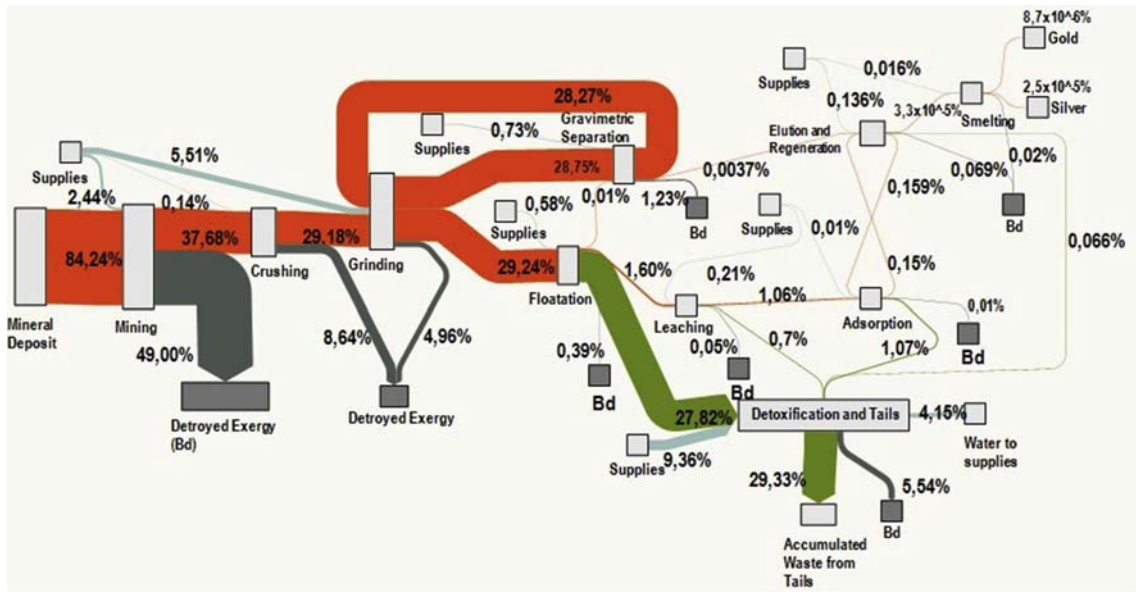 8,7x10^-6%
Gold
2,5x10^-5%
Silver
Supplies
0,016%
0,136%
3,3x10^-5%
Smelting
Elution and
Regeneration
0,02%
0,069%
Bd
0,066%
28,27%
Gravimetric
Separation
Supplies
0,73%
28,75%
0,0037%
0,01%
1,23%
Bd
0,159%
Supplies
5,51%
2,44%
0,14%
84,24%
37,68%
29,18%
Crushing
Grinding
Mineral
Deposit
Mining
49,00%
8,64%
4,96%
Detroyed Exergy
(Bd)
Detroyed Exergy
0,58%
Supplies
29,24%
Floatation
1,60%
Supplies
0,01%
0,21%
0,15%
Leaching
1,06%
Adsorption
0,01%
Bd
0,39%
Bd
0,05%
Bd
0,7%
1,07%
27,82%
Detoxification and Tails
4,15%
Water to
supplies
Supplies
9,36%
29,33%
5,54%
Bd
Accumulated
Waste from
Tails